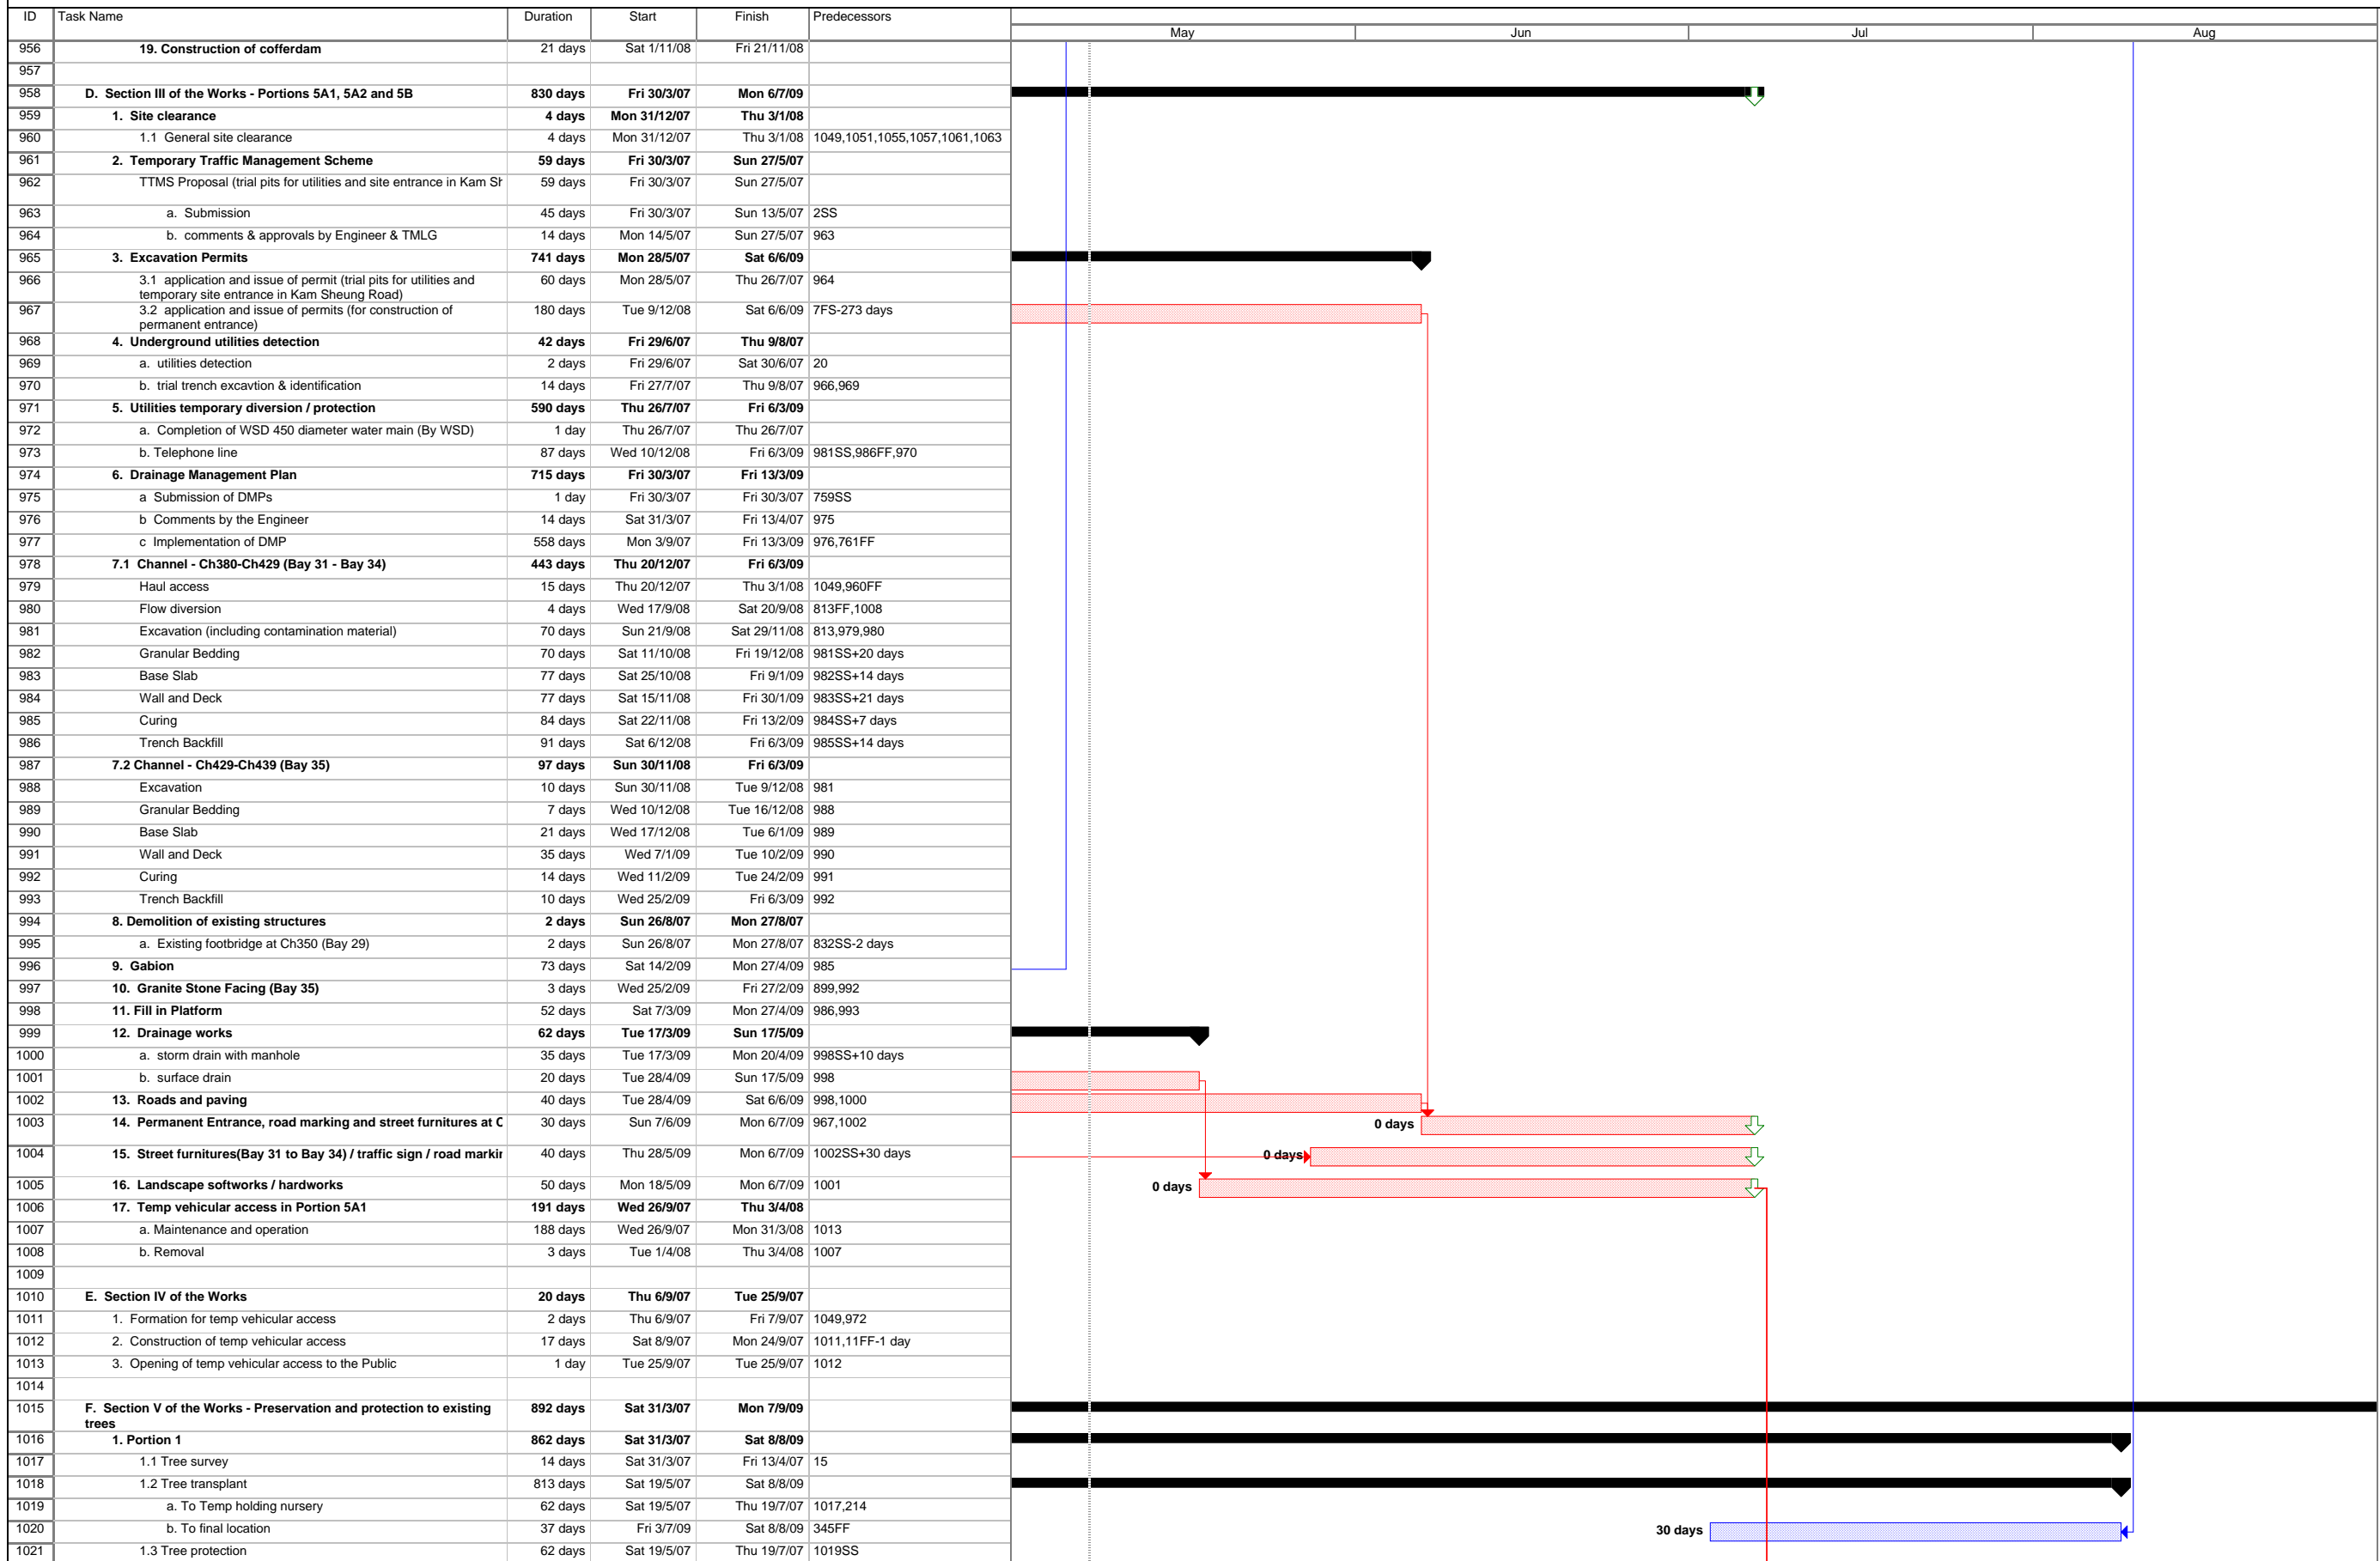 ID Task Name Duration Start Finish Predecessors
May Jun Jul Aug
956 19. Construction of cofferdam 21 days Sat 1/11/08 Fri 21/11/08
957
958 D. Section III of the Works - Portions 5A1, 5A2 and 5B 830 days Fri 30/3/07 Mon 6/7/09
959 1. Site clearance 4 days Mon 31/12/07 Thu 3/1/08
960 1.1 General site clearance 4 days Mon 31/12/07 Thu 3/1/08 1049,1051,1055,1057,1061,1063
961 2. Temporary Traffic Management Scheme 59 days Fri 30/3/07 Sun 27/5/07
962 TTMS Proposal (trial pits for utilities and site entrance in Kam Sh 59 days Fri 30/3/07 Sun 27/5/07
963 a. Submission 45 days Fri 30/3/07 Sun 13/5/07 2SS
964 b. comments & approvals by Engineer & TMLG 14 days Mon 14/5/07 Sun 27/5/07 963
965 3. Excavation Permits 741 days Mon 28/5/07 Sat 6/6/09
966 3.1 application and issue of permit (trial pits for utilities and 60 days Mon 28/5/07 Thu 26/7/07 964
temporary site entrance in Kam Sheung Road)
967 3.2 application and issue of permits (for construction of 180 days Tue 9/12/08 Sat 6/6/09 7FS-273 days
permanent entrance)
968 4. Underground utilities detection 42 days Fri 29/6/07 Thu 9/8/07
969 a. utilities detection 2 days Fri 29/6/07 Sat 30/6/07 20
970 b. trial trench excavtion & identification 14 days Fri 27/7/07 Thu 9/8/07 966,969
971 5. Utilities temporary diversion / protection 590 days Thu 26/7/07 Fri 6/3/09
972 a. Completion of WSD 450 diameter water main (By WSD) 1 day Thu 26/7/07 Thu 26/7/07
973 b. Telephone line 87 days Wed 10/12/08 Fri 6/3/09 981SS,986FF,970
974 6. Drainage Management Plan 715 days Fri 30/3/07 Fri 13/3/09
975 a Submission of DMPs 1 day Fri 30/3/07 Fri 30/3/07 759SS
976 b Comments by the Engineer 14 days Sat 31/3/07 Fri 13/4/07 975
977 c Implementation of DMP 558 days Mon 3/9/07 Fri 13/3/09 976,761FF
978 7.1 Channel - Ch380-Ch429 (Bay 31 - Bay 34) 443 days Thu 20/12/07 Fri 6/3/09
979 Haul access 15 days Thu 20/12/07 Thu 3/1/08 1049,960FF
980 Flow diversion 4 days Wed 17/9/08 Sat 20/9/08 813FF,1008
981 Excavation (including contamination material) 70 days Sun 21/9/08 Sat 29/11/08 813,979,980
982 Granular Bedding 70 days Sat 11/10/08 Fri 19/12/08 981SS+20 days
983 Base Slab 77 days Sat 25/10/08 Fri 9/1/09 982SS+14 days
984 Wall and Deck 77 days Sat 15/11/08 Fri 30/1/09 983SS+21 days
985 Curing 84 days Sat 22/11/08 Fri 13/2/09 984SS+7 days
986 Trench Backfill 91 days Sat 6/12/08 Fri 6/3/09 985SS+14 days
987 7.2 Channel - Ch429-Ch439 (Bay 35) 97 days Sun 30/11/08 Fri 6/3/09
988 Excavation 10 days Sun 30/11/08 Tue 9/12/08 981
989 Granular Bedding 7 days Wed 10/12/08 Tue 16/12/08 988
990 Base Slab 21 days Wed 17/12/08 Tue 6/1/09 989
991 Wall and Deck 35 days Wed 7/1/09 Tue 10/2/09 990
992 Curing 14 days Wed 11/2/09 Tue 24/2/09 991
993 Trench Backfill 10 days Wed 25/2/09 Fri 6/3/09 992
994 8. Demolition of existing structures 2 days Sun 26/8/07 Mon 27/8/07
995 a. Existing footbridge at Ch350 (Bay 29) 2 days Sun 26/8/07 Mon 27/8/07 832SS-2 days
996 9. Gabion 73 days Sat 14/2/09 Mon 27/4/09 985
997 10. Granite Stone Facing (Bay 35) 3 days Wed 25/2/09 Fri 27/2/09 899,992
998 11. Fill in Platform 52 days Sat 7/3/09 Mon 27/4/09 986,993
999 12. Drainage works 62 days Tue 17/3/09 Sun 17/5/09
1000 a. storm drain with manhole 35 days Tue 17/3/09 Mon 20/4/09 998SS+10 days
1001 b. surface drain 20 days Tue 28/4/09 Sun 17/5/09 998
1002 13. Roads and paving 40 days Tue 28/4/09 Sat 6/6/09 998,1000
1003 14. Permanent Entrance, road marking and street furnitures at C 30 days Sun 7/6/09 Mon 6/7/09 967,1002 0 days
1004 15. Street furnitures(Bay 31 to Bay 34) / traffic sign / road markin 40 days Thu 28/5/09 Mon 6/7/09 1002SS+30 days 0 days
1005 16. Landscape softworks / hardworks 50 days Mon 18/5/09 Mon 6/7/09 1001 0 days
1006 17. Temp vehicular access in Portion 5A1 191 days Wed 26/9/07 Thu 3/4/08
1007 a. Maintenance and operation 188 days Wed 26/9/07 Mon 31/3/08 1013
1008 b. Removal 3 days Tue 1/4/08 Thu 3/4/08 1007
1009
1010 E. Section IV of the Works 20 days Thu 6/9/07 Tue 25/9/07
1011 1. Formation for temp vehicular access 2 days Thu 6/9/07 Fri 7/9/07 1049,972
1012 2. Construction of temp vehicular access 17 days Sat 8/9/07 Mon 24/9/07 1011,11FF-1 day
1013 3. Opening of temp vehicular access to the Public 1 day Tue 25/9/07 Tue 25/9/07 1012
1014
1015 F. Section V of the Works - Preservation and protection to existing 892 days Sat 31/3/07 Mon 7/9/09
trees
1016 1. Portion 1 862 days Sat 31/3/07 Sat 8/8/09
1017 1.1 Tree survey 14 days Sat 31/3/07 Fri 13/4/07 15
1018 1.2 Tree transplant 813 days Sat 19/5/07 Sat 8/8/09
1019 a. To Temp holding nursery 62 days Sat 19/5/07 Thu 19/7/07 1017,214
1020 b. To final location 37 days Fri 3/7/09 Sat 8/8/09 345FF 30 days
1021 1.3 Tree protection 62 days Sat 19/5/07 Thu 19/7/07 1019SS